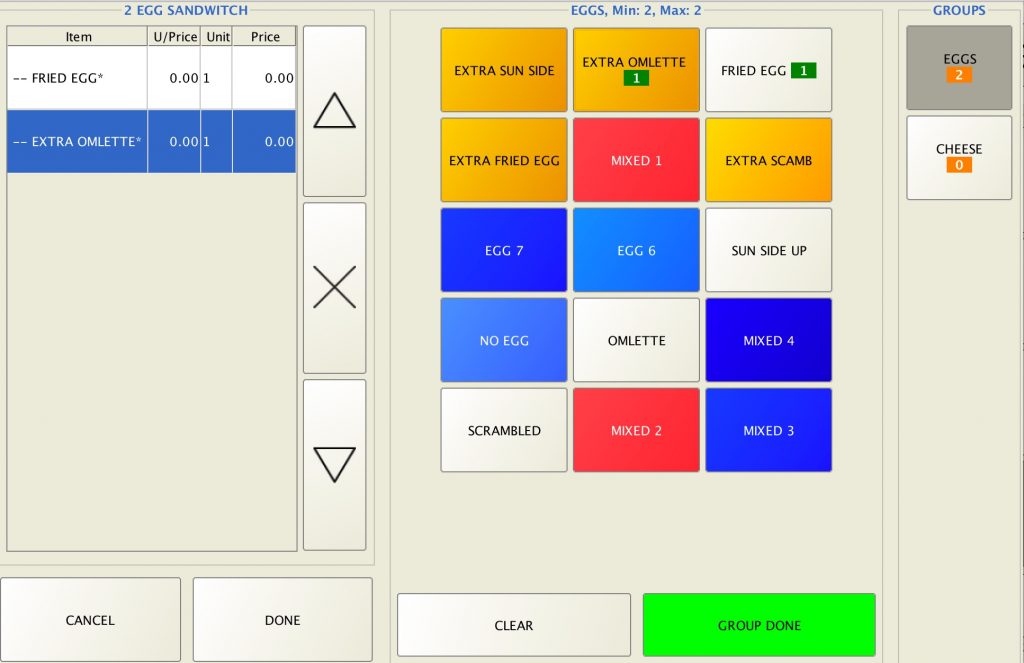 2 EGG SANDWITCH
Item U/Price Unit Price
-- FRIED EGG* 0.00 1 0.00
-- EXTRA OMLETTE* 0.00 1 0.00
CANCEL
DONE
EGGS, Min: 2, Max: 2
EXTRA SUN SIDE
EXTRA OMLETTE
1
FRIED EGG 1
EXTRA FRIED EGG
MIXED 1
EXTRA SCAMB
EGG 7
EGG 6
SUN SIDE UP
NO EGG
OMLETTE
MIXED 4
SCRAMBLED
MIXED 2
MIXED 3
CLEAR
GROUP DONE
GROUPS
EGGS
2
CHEESE
0